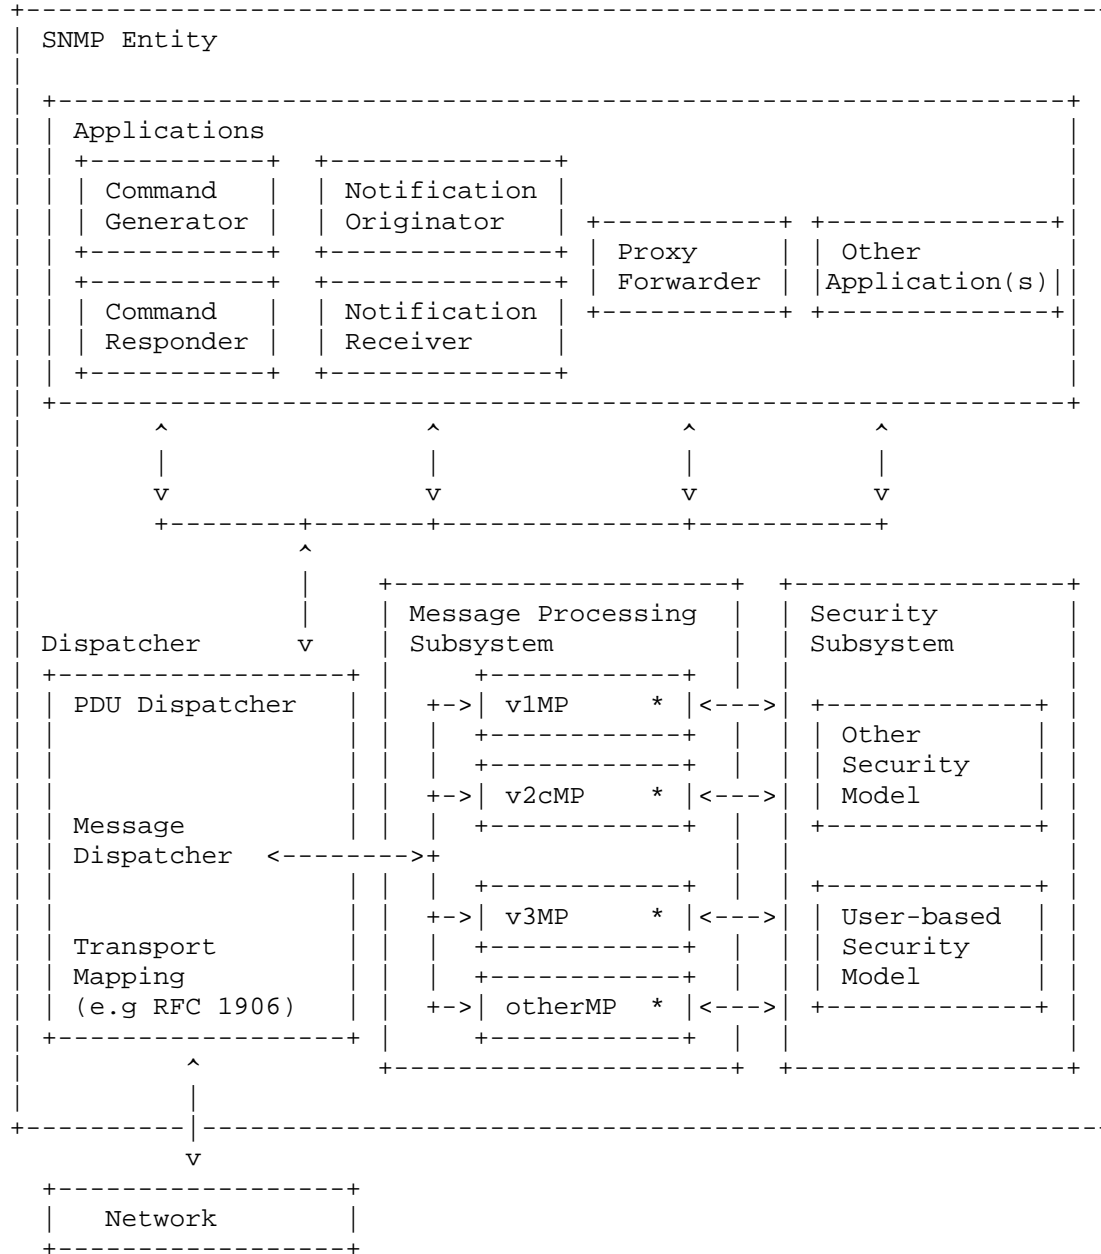 SNMP Entity
Applications
Command Notification
Generator Originator
Proxy Other
Forwarder Application(s)
Command Notification
Responder Receiver
Message Processing Security
Dispatcher Subsystem Subsystem
PDU Dispatcher v1MP *
Other
Security
v2cMP * Model
Message
Dispatcher
v3MP * User-based
Transport Security
Mapping Model
(e.g RFC 1906) otherMP *
Network